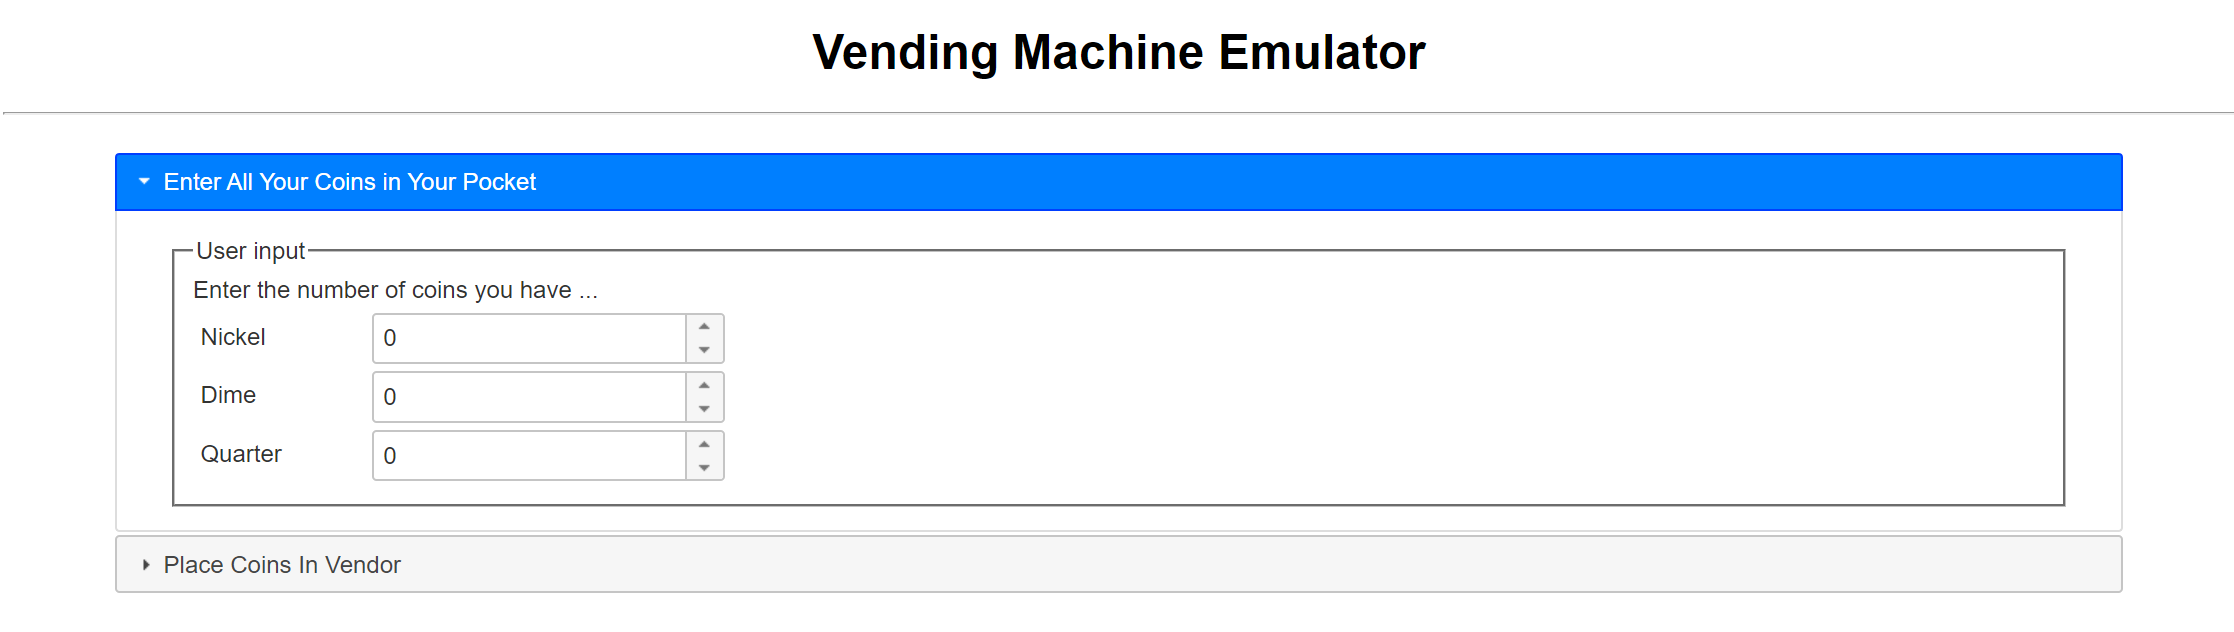 Vending Machine Emulator
Enter All Your Coins in Your Pocket
User input
Enter the number of coins you have ...
Nickel 0
Dime 0
Quarter 0
Place Coins In Vendor